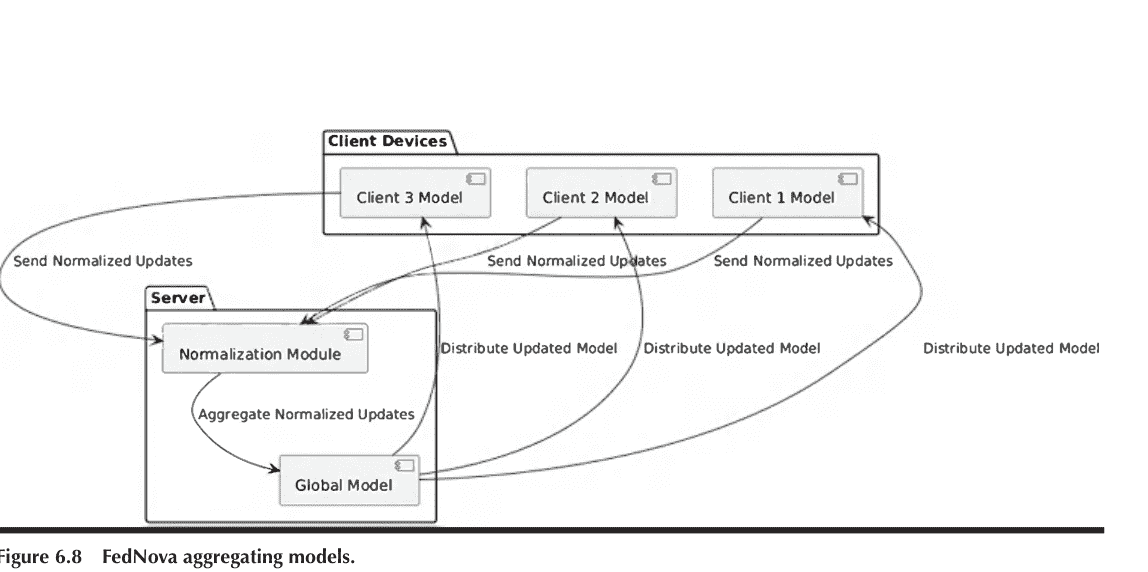 Client Devices
Client 3 Model
Client 2 Model
Client 1 Model
Send Normalized Updates
Send Normalized Updates
Send Normalized Updates
Server
Normalization Module
Distribute Updated Model
Distribute Updated Model
Distribute Updated Model
Aggregate Normalized Updates
Global Model
Figure 6.8 FedNova aggregating models.